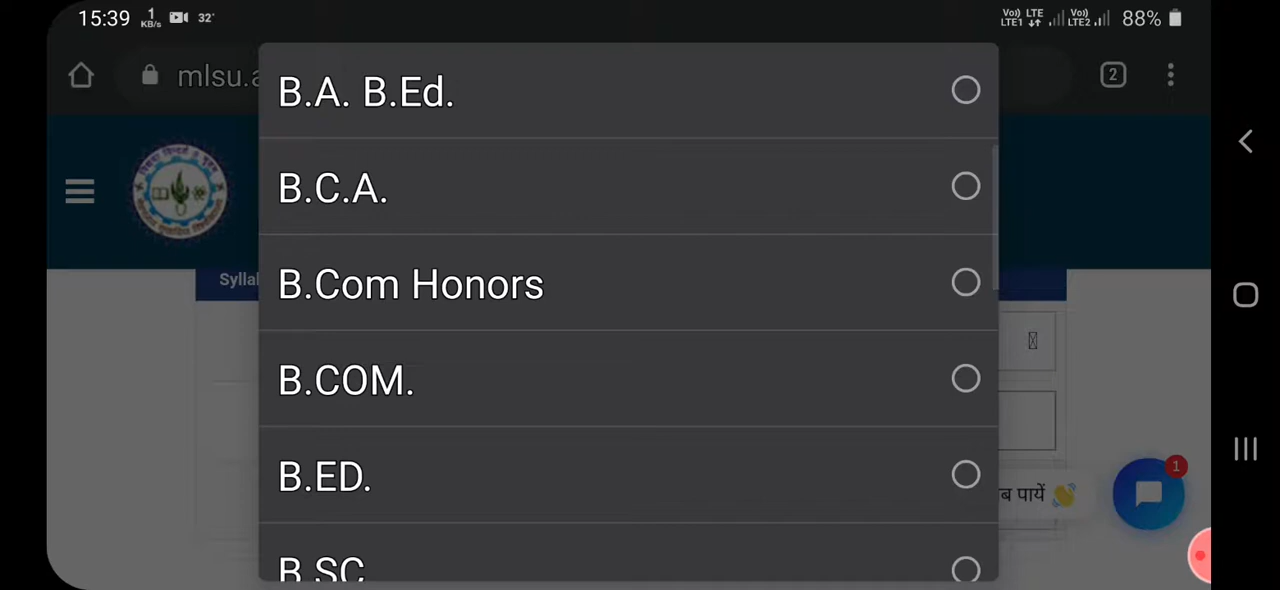 15:39 1 KB/s 32°
Vo) LTE LTE1 Vo) LTE2 88%
mlsu.a
2
B.A. B.Ed.
B.C.A.
Syllal
B.Com Honors
B.COM.
B.ED.
1
ब पायें 👋
B.SC